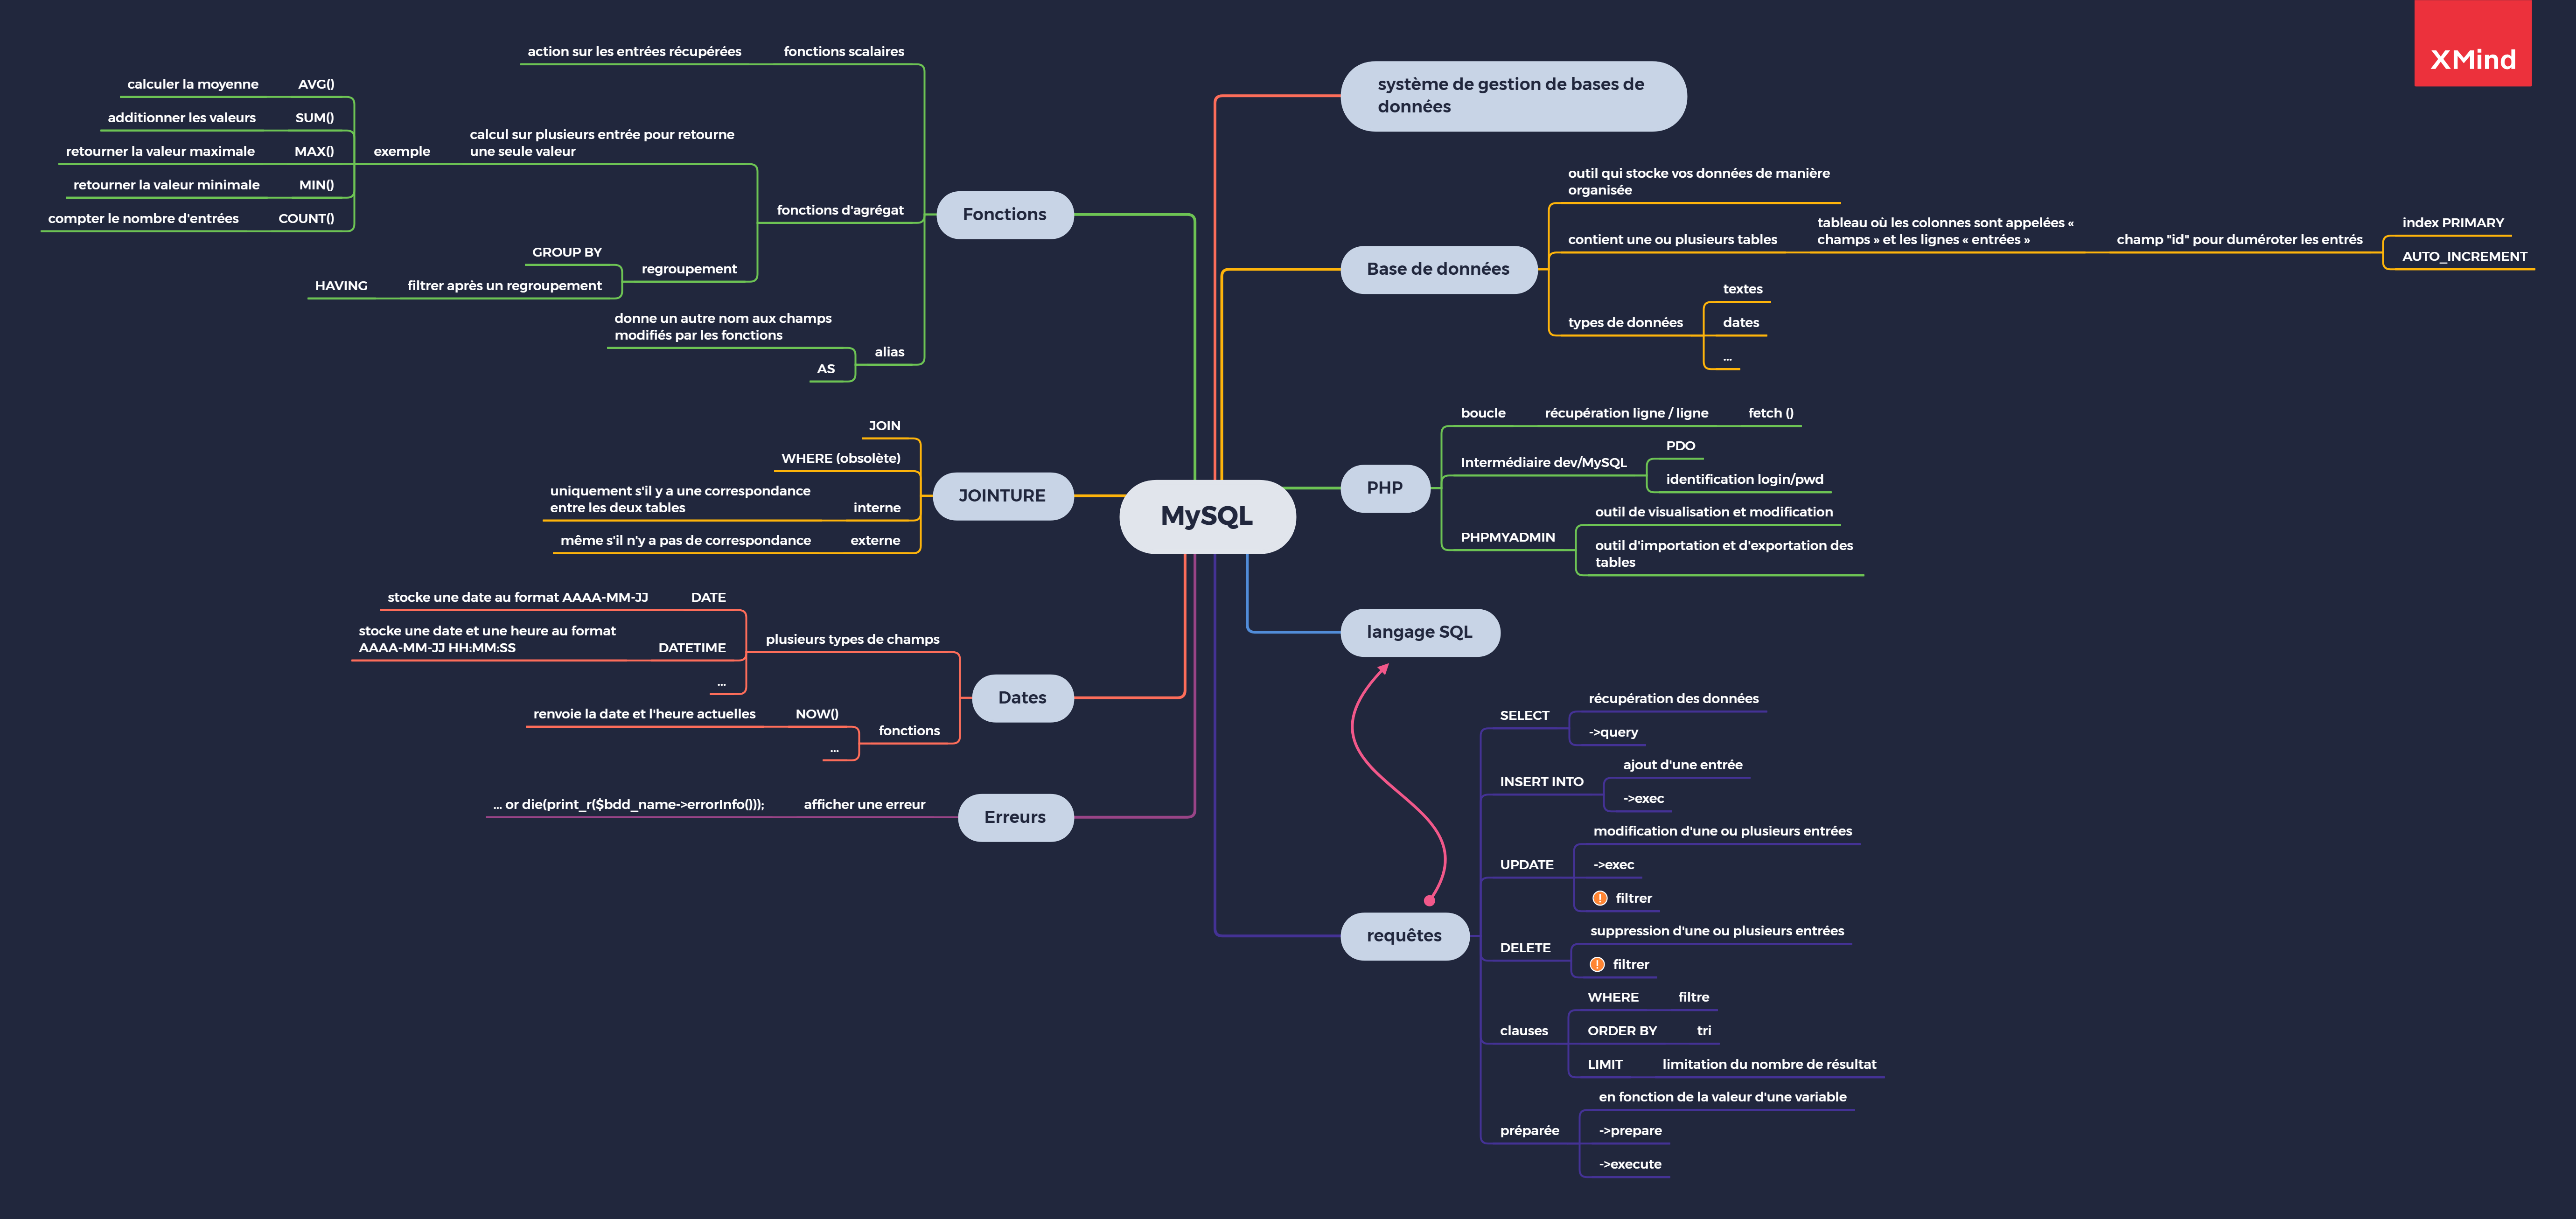 XMind
MySQL
système de gestion de bases de
données
Base de données
outil qui stocke vos données de manière
organisée
contient une ou plusieurs tables
tableau où les colonnes sont appelées «
champs » et les lignes « entrées »
champ "id" pour duméroter les entrés
index PRIMARY
AUTO_INCREMENT
types de données
textes
dates
...
PHP
boucle
récupération ligne / ligne
fetch ()
Intermédiaire dev/MySQL
PDO
identification login/pwd
PHPMYADMIN
outil de visualisation et modification
outil d'importation et d'exportation des
tables
langage SQL
requêtes
SELECT
récupération des données
->query
INSERT INTO
ajout d'une entrée
->exec
UPDATE
modification d'une ou plusieurs entrées
->exec
! filtrer
DELETE
suppression d'une ou plusieurs entrées
! filtrer
clauses
WHERE
filtre
ORDER BY
tri
LIMIT
limitation du nombre de résultat
préparée
en fonction de la valeur d'une variable
->prepare
->execute
Fonctions
fonctions scalaires
action sur les entrées récupérées
fonctions d'agrégat
calcul sur plusieurs entrée pour retourne
une seule valeur
exemple
AVG()
calculer la moyenne
SUM()
additionner les valeurs
MAX()
retourner la valeur maximale
MIN()
retourner la valeur minimale
COUNT()
compter le nombre d'entrées
regroupement
GROUP BY
filtrer après un regroupement
HAVING
alias
donne un autre nom aux champs
modifiés par les fonctions
AS
JOINTURE
JOIN
WHERE (obsolète)
interne
uniquement s'il y a une correspondance
entre les deux tables
externe
même s'il n'y a pas de correspondance
Dates
plusieurs types de champs
DATE
stocke une date au format AAAA-MM-JJ
DATETIME
stocke une date et une heure au format
AAAA-MM-JJ HH:MM:SS
...
fonctions
NOW()
renvoie la date et l'heure actuelles
...
Erreurs
afficher une erreur
... or die(print_r($bdd_name->errorInfo()));